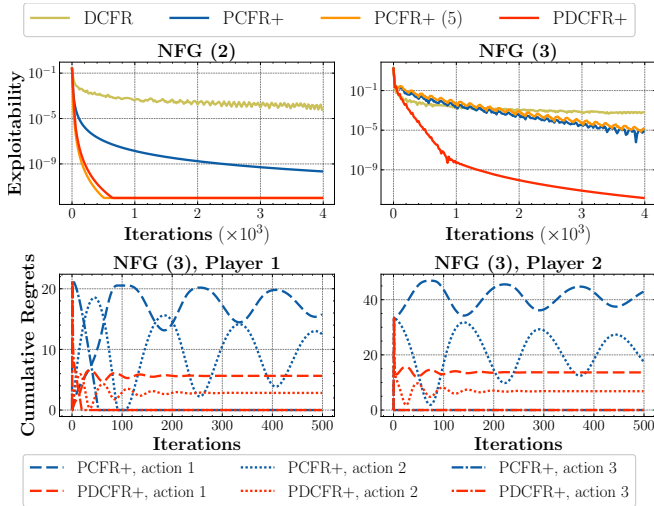 DCFR PCFR+ PCFR+ (5) PDCFR+
NFG (2) NFG (3)
Exploitability
10⁻¹ 10⁻⁵ 10⁻⁹
10⁻¹ 10⁻⁵ 10⁻⁹
0 1 2 3 4
0 1 2 3 4
Iterations (×10³) Iterations (×10³)
NFG (3), Player 1 NFG (3), Player 2
Cumulative Regrets
20 10 0
40 20 0
0 100 200 300 400 500
0 100 200 300 400 500
Iterations Iterations
PCFR+, action 1 PCFR+, action 2 PCFR+, action 3
PDCFR+, action 1 PDCFR+, action 2 PDCFR+, action 3